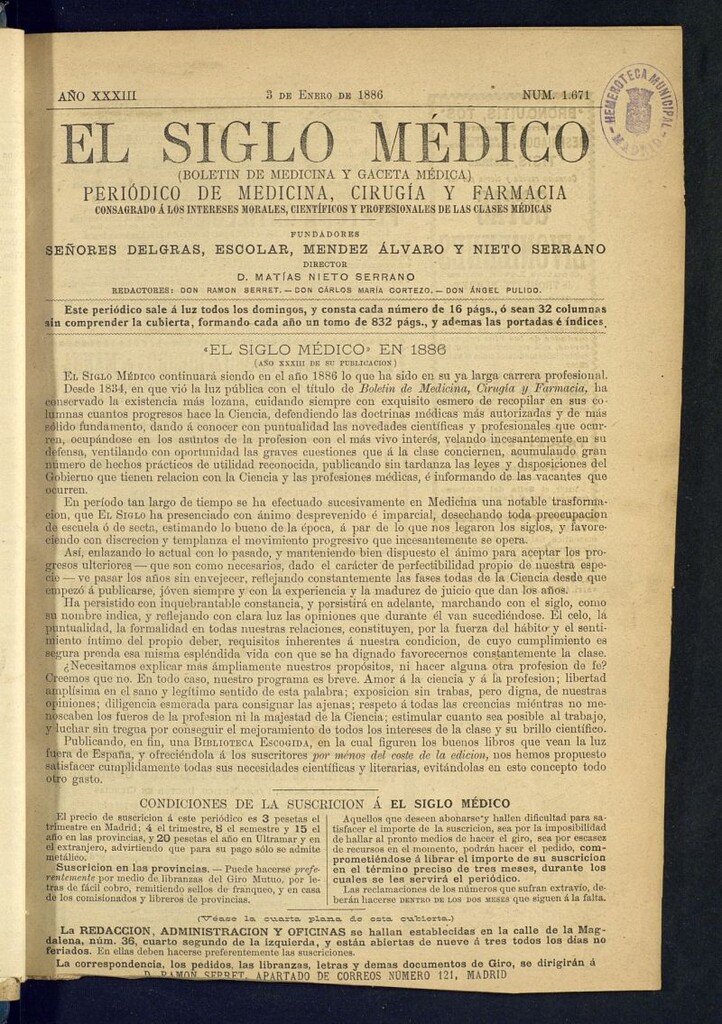 AÑO XXXIII
3 DE ENERO DE 1886
NUM. 1.671
HEMEROTECA MUNICIPAL
EL SIGLO MÉDICO
(BOLETIN DE MEDICINA Y GACETA MÉDICA)
PERIÓDICO DE MEDICINA, CIRUGÍA Y FARMACIA
CONSAGRADO Á LOS INTERESES MORALES, CIENTÍFICOS Y PROFESIONALES DE LAS CLASES MÉDICAS
FUNDADORES
SEÑORES DELGRAS, ESCOLAR, MENDEZ ÁLVARO Y NIETO SERRANO
DIRECTOR
D. MATÍAS NIETO SERRANO
REDACTORES: DON RAMON SERRET. — DON CÁRLOS MARÍA CORTEZO. — DON ÁNGEL PULIDO.
Este periódico sale á luz todos los domingos, y consta cada número de 16 págs., ó sean 32 columnas
sin comprender la cubierta, formando cada año un tomo de 832 págs., y ademas las portadas é índices.
«EL SIGLO MÉDICO» EN 1886
(AÑO XXXIII DE SU PUBLICACION)
EL SIGLO MÉDICO continuará siendo en el año 1886 lo que ha sido en su ya larga carrera profesional.
Desde 1834, en que vió la luz pública con el título de Boletin de Medicina, Cirugía y Farmacia, ha
conservado la existencia más lozana, cuidando siempre con exquisito esmero de recopilar en sus co-
lumnas cuantos progresos hace la Ciencia, defendiendo las doctrinas médicas más autorizadas y de más
sólido fundamento, dando á conocer con puntualidad las novedades científicas y profesionales que ocur-
ren, ocupándose en los asuntos de la profesion con el más vivo interés, velando incesantemente en su
defensa, ventilando con oportunidad las graves cuestiones que á la clase conciernen, acumulando gran
número de hechos prácticos de utilidad reconocida, publicando sin tardanza las leyes y disposiciones del
Gobierno que tienen relacion con la Ciencia y las profesiones médicas, é informando de las vacantes que
ocurren.
En período tan largo de tiempo se ha efectuado sucesivamente en Medicina una notable trasforma-
cion, que EL SIGLO ha presenciado con ánimo desprevenido é imparcial, desechando toda preocupacion
de escuela ó de secta, estimando lo bueno de la época, á par de lo que nos legaron los siglos, y favore-
ciendo con discrecion y templanza el movimiento progresivo que incesantemente se opera.
Así, enlazando lo actual con lo pasado, y manteniendo bien dispuesto el ánimo para aceptar los pro-
gresos ulteriores — que son como necesarios, dado el carácter de perfectibilidad propio de nuestra espe-
cie — ve pasar los años sin envejecer, reflejando constantemente las fases todas de la Ciencia desde que
empezó á publicarse, jóven siempre y con la experiencia y la madurez de juicio que dan los años.
Ha persistido con inquebrantable constancia, y persistirá en adelante, marchando con el siglo, como
su nombre indica, y reflejando con clara luz las opiniones que durante él van sucediéndose. El celo, la
puntualidad, la formalidad en todas nuestras relaciones, constituyen, por la fuerza del hábito y el senti-
miento íntimo del propio deber, requisitos inherentes á nuestra condicion, de cuyo cumplimiento es
segura prenda esa misma espléndida vida con que se ha dignado favorecernos constantemente la clase.
¿Necesitamos explicar más ámpliamente nuestros propósitos, ni hacer alguna otra profesion de fe?
Creemos que no. En todo caso, nuestro programa es breve. Amor á la ciencia y á la profesion; libertad
amplísima en el sano y legítimo sentido de esta palabra; exposicion sin trabas, pero digna, de nuestras
opiniones; diligencia esmerada para consignar las ajenas; respeto á todas las creencias miéntras no me-
noscaben los fueros de la profesion ni la majestad de la Ciencia; estimular cuanto sea posible al trabajo,
y luchar sin tregua por conseguir el mejoramiento de todos los intereses de la clase y su brillo científico.
Publicando, en fin, una BIBLIOTECA ESCOGIDA, en la cual figuren los buenos libros que vean la luz
fuera de España, y ofreciéndola á los suscritores por ménos del coste de la edicion, nos hemos propuesto
satisfacer cumplidamente todas sus necesidades científicas y literarias, evitándolas en este concepto todo
otro gasto.
CONDICIONES DE LA SUSCRICION Á EL SIGLO MÉDICO
El precio de suscricion á este periódico es 3 pesetas el
trimestre en Madrid; 4 el trimestre, 8 el semestre y 15 el
año en las provincias, y 20 pesetas el año en Ultramar y en
el extranjero, advirtiendo que para su pago sólo se admite
metálico.
Suscricion en las provincias. — Puede hacerse prefe-
rentemente por medio de libranzas del Giro Mutuo, por le-
tras de fácil cobro, remitiendo sellos de franqueo, y en casa
de los comisionados y libreros de provincias.
Aquellos que deseen abonarse y hallen dificultad para sa-
tisfacer el importe de la suscricion, sea por la imposibilidad
de hallar al pronto medios de hacer el giro, sea por escasez
de recursos en el momento, podrán hacer el pedido, com-
prometiéndose á librar el importe de su suscricion
en el término preciso de tres meses, durante los
cuales se les servirá el periódico.
Las reclamaciones de los números que sufran extravío, de-
berán hacerse DENTRO DE LOS DOS MESES que siguen á la falta.
(Véase la cuarta plana de esta cubierta.)
La REDACCION, ADMINISTRACION Y OFICINAS se hallan establecidas en la calle de la Mag-
dalena, núm. 36, cuarto segundo de la izquierda, y están abiertas de nueve á tres todos los dias no
feriados. En ellas deben hacerse preferentemente las suscriciones.
La correspondencia, los pedidos, las libranzas, letras y demas documentos de Giro, se dirigirán á
D. RAMON SERRET, APARTADO DE CORREOS NÚMERO 121, MADRID